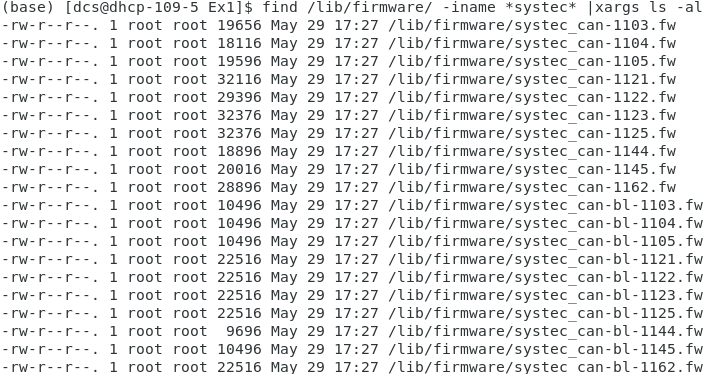 (base) [dcs@dhcp-109-5 Ex1]$ find /lib/firmware/ -iname *systec* |xargs ls -al
-rw-r--r--. 1 root root 19656 May 29 17:27 /lib/firmware/systec_can-1103.fw
-rw-r--r--. 1 root root 18116 May 29 17:27 /lib/firmware/systec_can-1104.fw
-rw-r--r--. 1 root root 19596 May 29 17:27 /lib/firmware/systec_can-1105.fw
-rw-r--r--. 1 root root 32116 May 29 17:27 /lib/firmware/systec_can-1121.fw
-rw-r--r--. 1 root root 29396 May 29 17:27 /lib/firmware/systec_can-1122.fw
-rw-r--r--. 1 root root 32376 May 29 17:27 /lib/firmware/systec_can-1123.fw
-rw-r--r--. 1 root root 32376 May 29 17:27 /lib/firmware/systec_can-1125.fw
-rw-r--r--. 1 root root 18896 May 29 17:27 /lib/firmware/systec_can-1144.fw
-rw-r--r--. 1 root root 20016 May 29 17:27 /lib/firmware/systec_can-1145.fw
-rw-r--r--. 1 root root 28896 May 29 17:27 /lib/firmware/systec_can-1162.fw
-rw-r--r--. 1 root root 10496 May 29 17:27 /lib/firmware/systec_can-bl-1103.fw
-rw-r--r--. 1 root root 10496 May 29 17:27 /lib/firmware/systec_can-bl-1104.fw
-rw-r--r--. 1 root root 10496 May 29 17:27 /lib/firmware/systec_can-bl-1105.fw
-rw-r--r--. 1 root root 22516 May 29 17:27 /lib/firmware/systec_can-bl-1121.fw
-rw-r--r--. 1 root root 22516 May 29 17:27 /lib/firmware/systec_can-bl-1122.fw
-rw-r--r--. 1 root root 22516 May 29 17:27 /lib/firmware/systec_can-bl-1123.fw
-rw-r--r--. 1 root root 22516 May 29 17:27 /lib/firmware/systec_can-bl-1125.fw
-rw-r--r--. 1 root root  9696 May 29 17:27 /lib/firmware/systec_can-bl-1144.fw
-rw-r--r--. 1 root root 10496 May 29 17:27 /lib/firmware/systec_can-bl-1145.fw
-rw-r--r--. 1 root root 22516 May 29 17:27 /lib/firmware/systec_can-bl-1162.fw